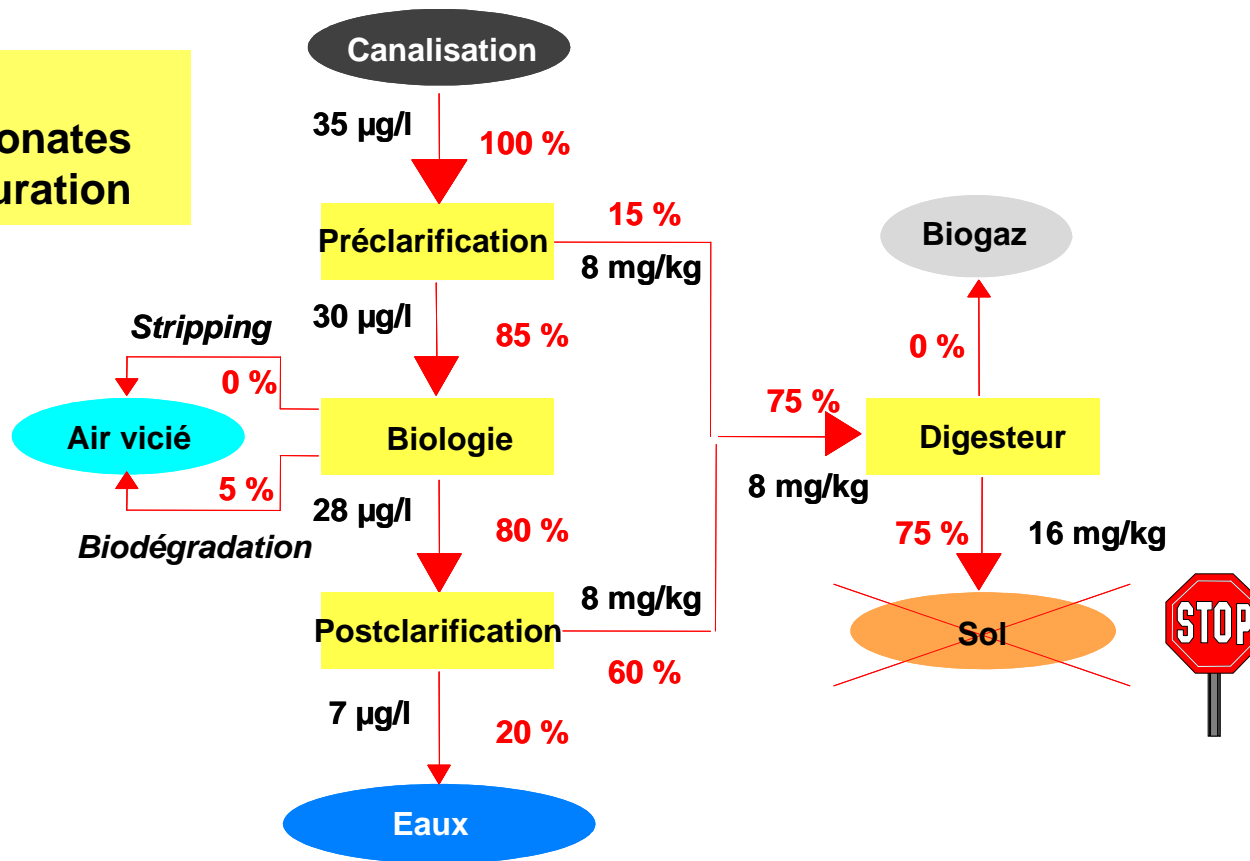 Canalisation
onates
uration
35 µg/l
100 %
Préclarification
15 %
8 mg/kg
Biogaz
30 µg/l
85 %
Stripping
0 %
0 %
75 %
Air vicié
Biologie
Digesteur
5 %
8 mg/kg
28 µg/l
80 %
75 %
16 mg/kg
Biodégradation
8 mg/kg
Postclarification
60 %
Sol
STOP
7 µg/l
20 %
Eaux